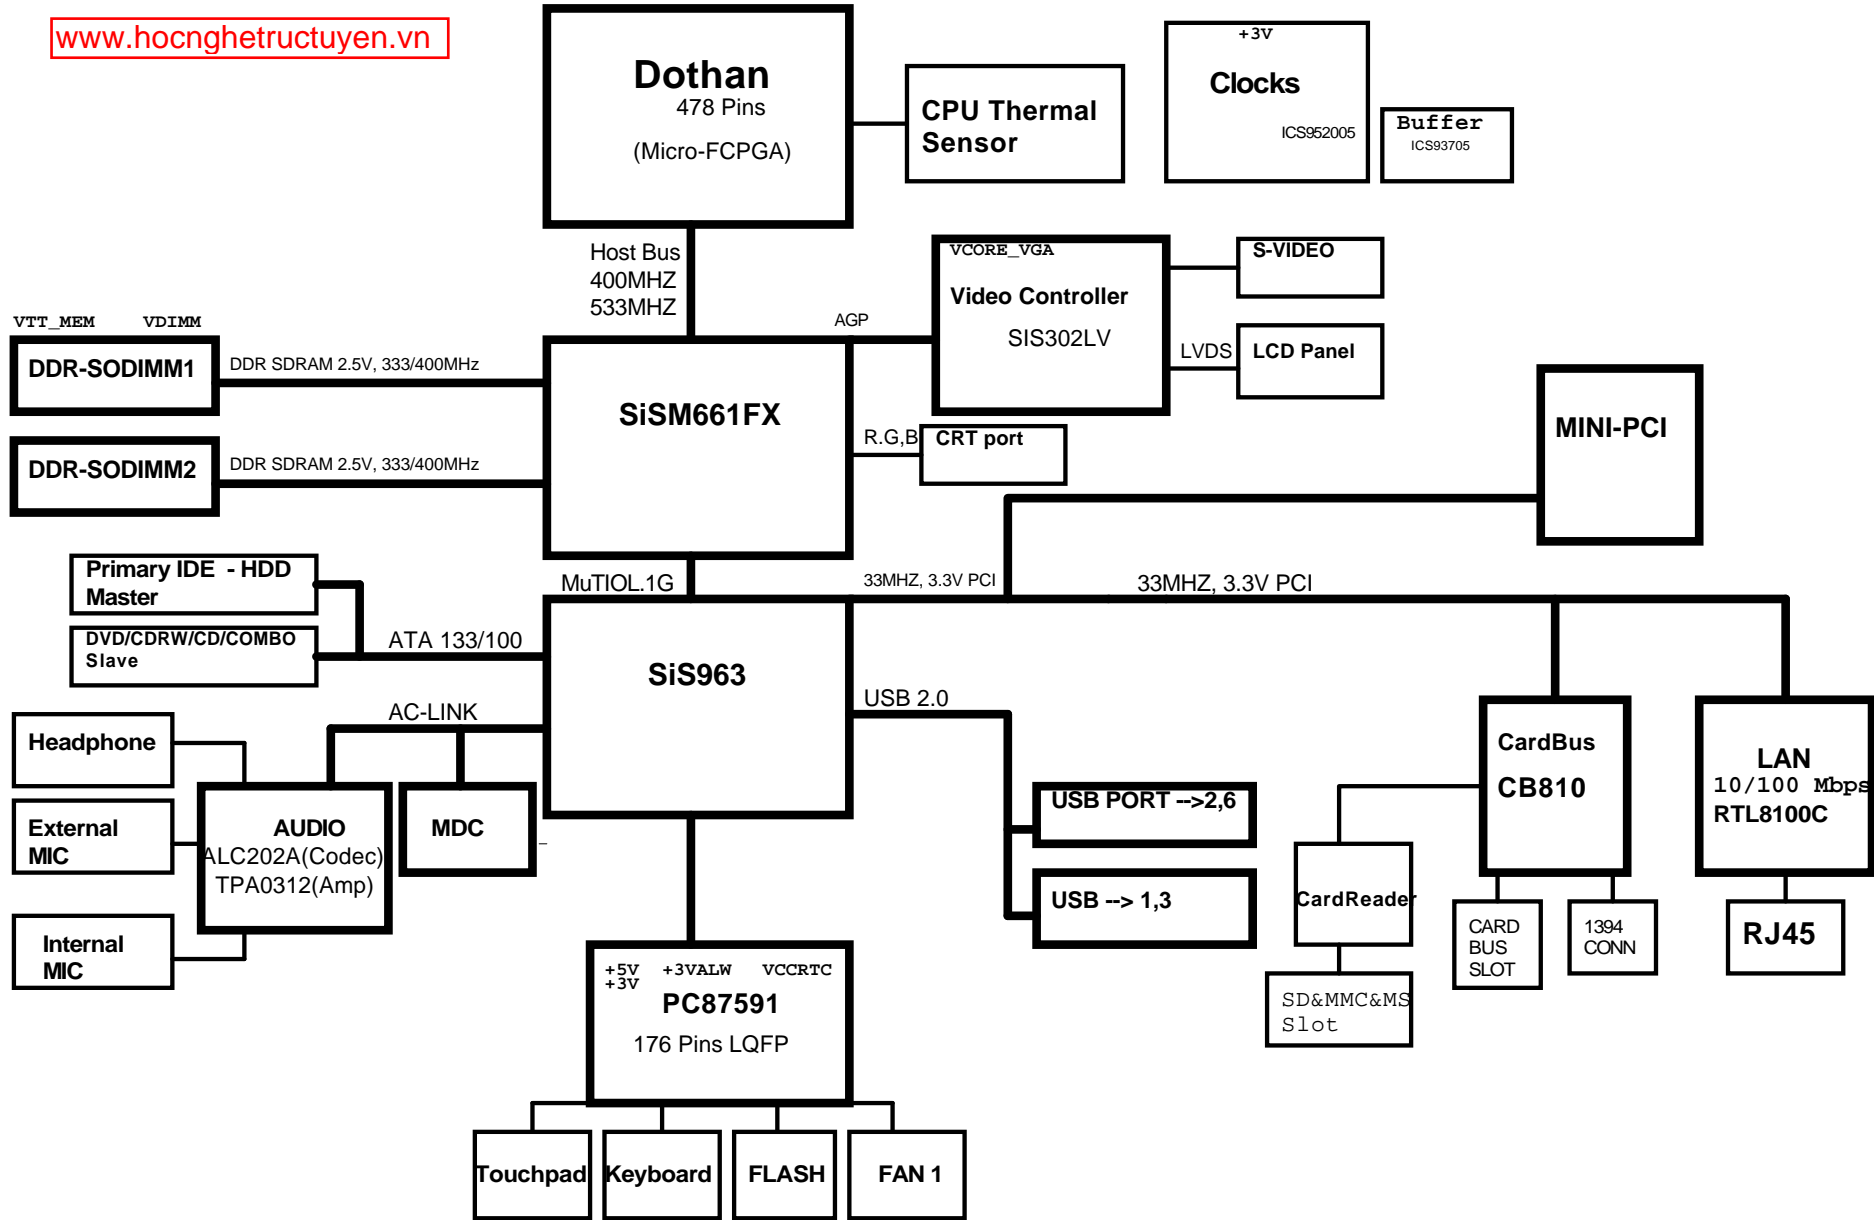 www.hocnghetructuyen.vn
Dothan
478 Pins
(Micro-FCPGA)
CPU Thermal
Sensor
+3V
Clocks
ICS952005
Buffer
ICS93705
Host Bus
400MHZ
533MHZ
VCORE_VGA
Video Controller
SIS302LV
S-VIDEO
AGP
LVDS
LCD Panel
VTT_MEM VDIMM
DDR-SODIMM1
DDR SDRAM 2.5V, 333/400MHz
SiSM661FX
DDR-SODIMM2
DDR SDRAM 2.5V, 333/400MHz
R.G,B
CRT port
MINI-PCI
Primary IDE - HDD
Master
DVD/CDRW/CD/COMBO
Slave
MuTIOL.1G
33MHZ, 3.3V PCI
33MHZ, 3.3V PCI
ATA 133/100
SiS963
USB 2.0
AC-LINK
Headphone
External
MIC
Internal
MIC
AUDIO
ALC202A(Codec)
TPA0312(Amp)
MDC
USB PORT -->2,6
USB --> 1,3
CardBus
CB810
LAN
10/100 Mbps
RTL8100C
CardReader
CARD
BUS
SLOT
1394
CONN
RJ45
SD&MMC&MS
Slot
+5V +3VALW VCCRTC
+3V
PC87591
176 Pins LQFP
Touchpad
Keyboard
FLASH
FAN 1